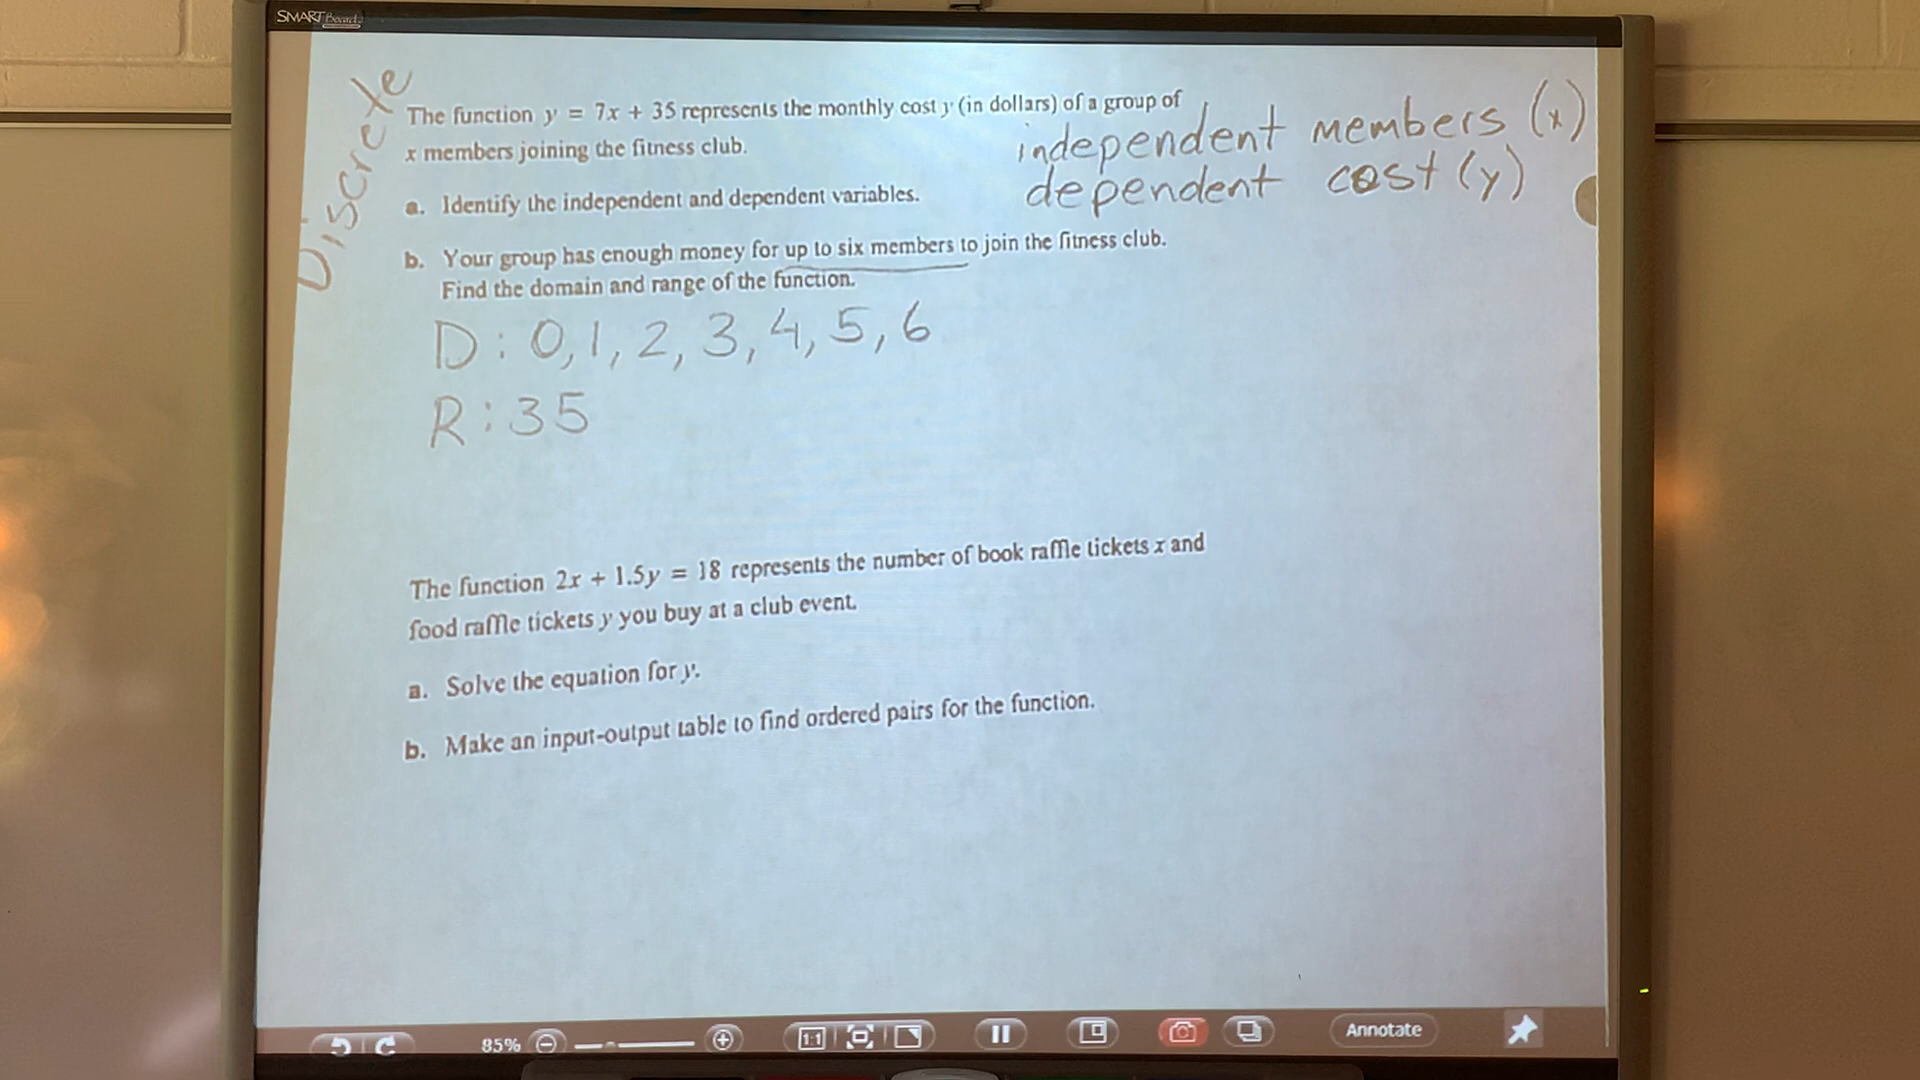 SMART Board
Discrete
The function y = 7x + 35 represents the monthly cost y (in dollars) of a group of
x members joining the fitness club.
independent members (x)
a. Identify the independent and dependent variables.
dependent cost (y)
b. Your group has enough money for up to six members to join the fitness club.
Find the domain and range of the function.
D: 0, 1, 2, 3, 4, 5, 6
R: 35
The function 2x + 1.5y = 18 represents the number of book raffle tickets x and
food raffle tickets y you buy at a club event.
a. Solve the equation for y.
b. Make an input-output table to find ordered pairs for the function.
85%
1:1
Annotate